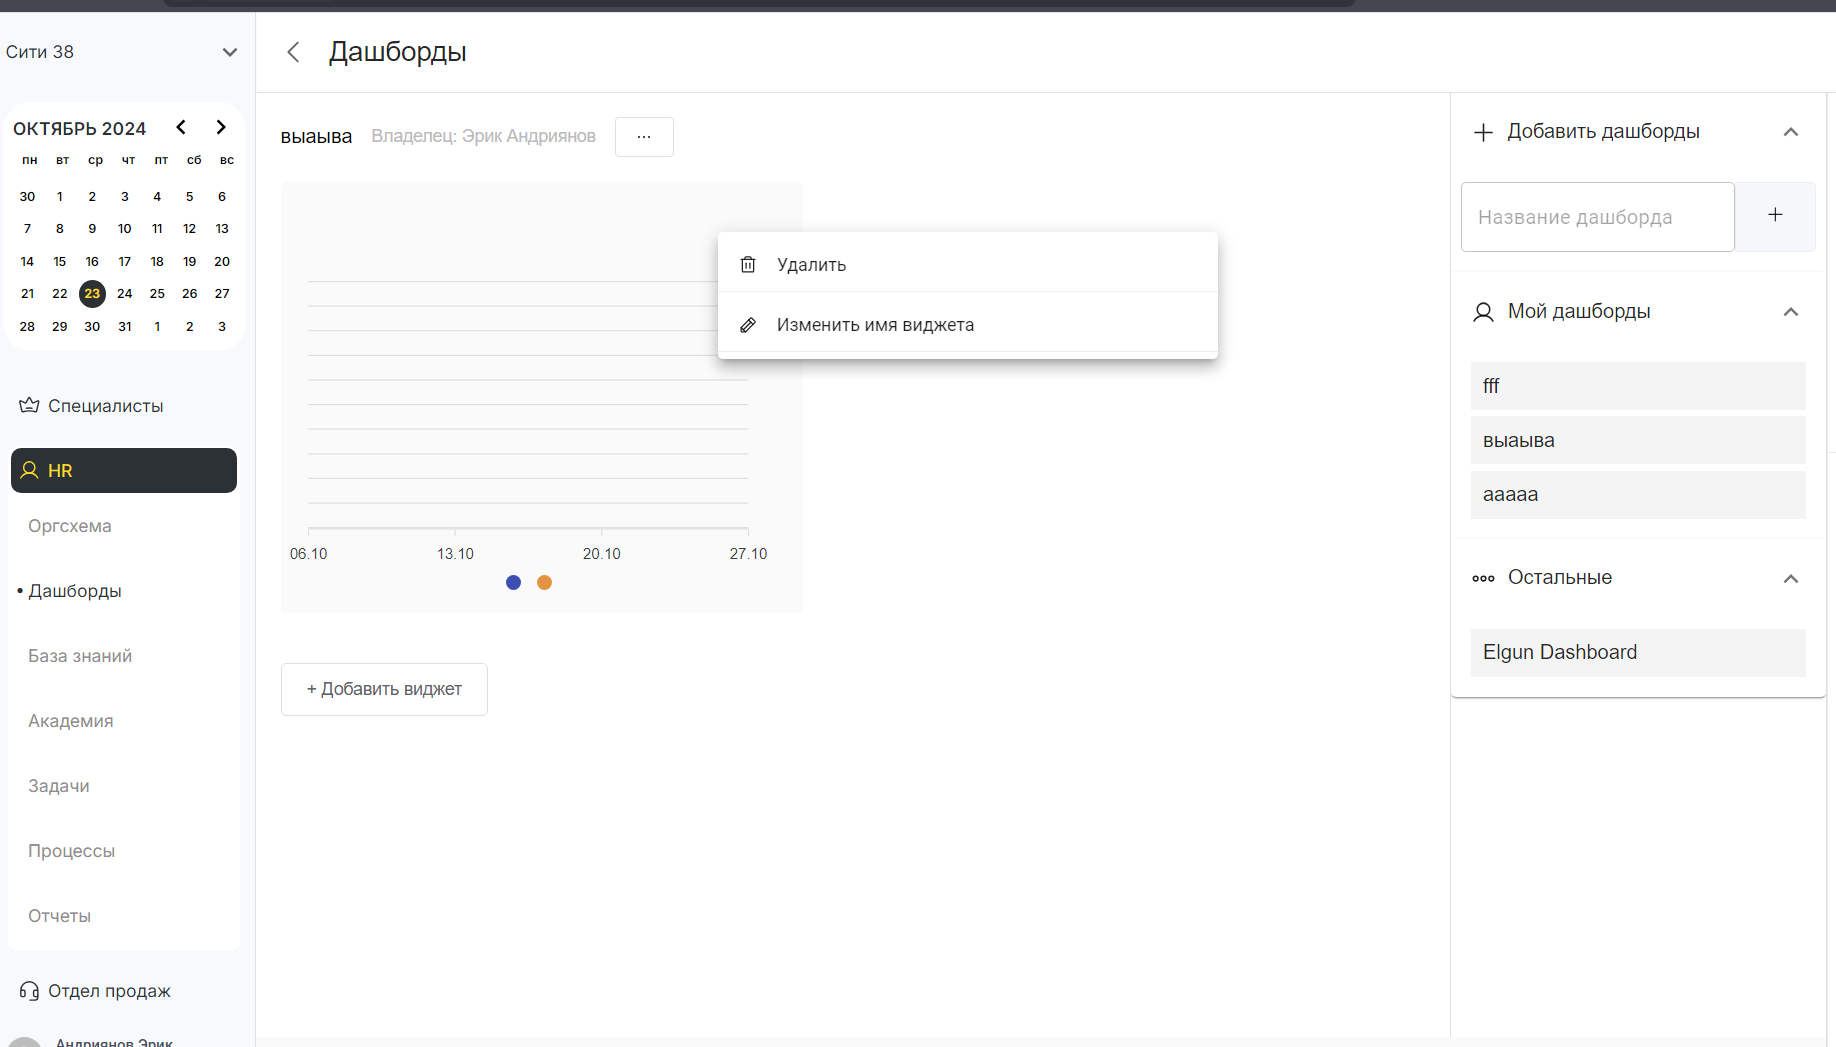 Сити 38
ОКТЯБРЬ 2024
пн вт ср чт пт сб вс
30 1 2 3 4 5 6
7 8 9 10 11 12 13
14 15 16 17 18 19 20
21 22 23 24 25 26 27
28 29 30 31 1 2 3
Специалисты
HR
Оргсхема
• Дашборды
База знаний
Академия
Задачи
Процессы
Отчеты
Отдел продаж
Андриянов Эрик
Дашборды
выаыва Владелец: Эрик Андриянов ...
Удалить
Изменить имя виджета
06.10 13.10 20.10 27.10
+ Добавить виджет
Добавить дашборды
Название дашборда +
Мой дашборды
fff
выаыва
ааааа
Остальные
Elgun Dashboard